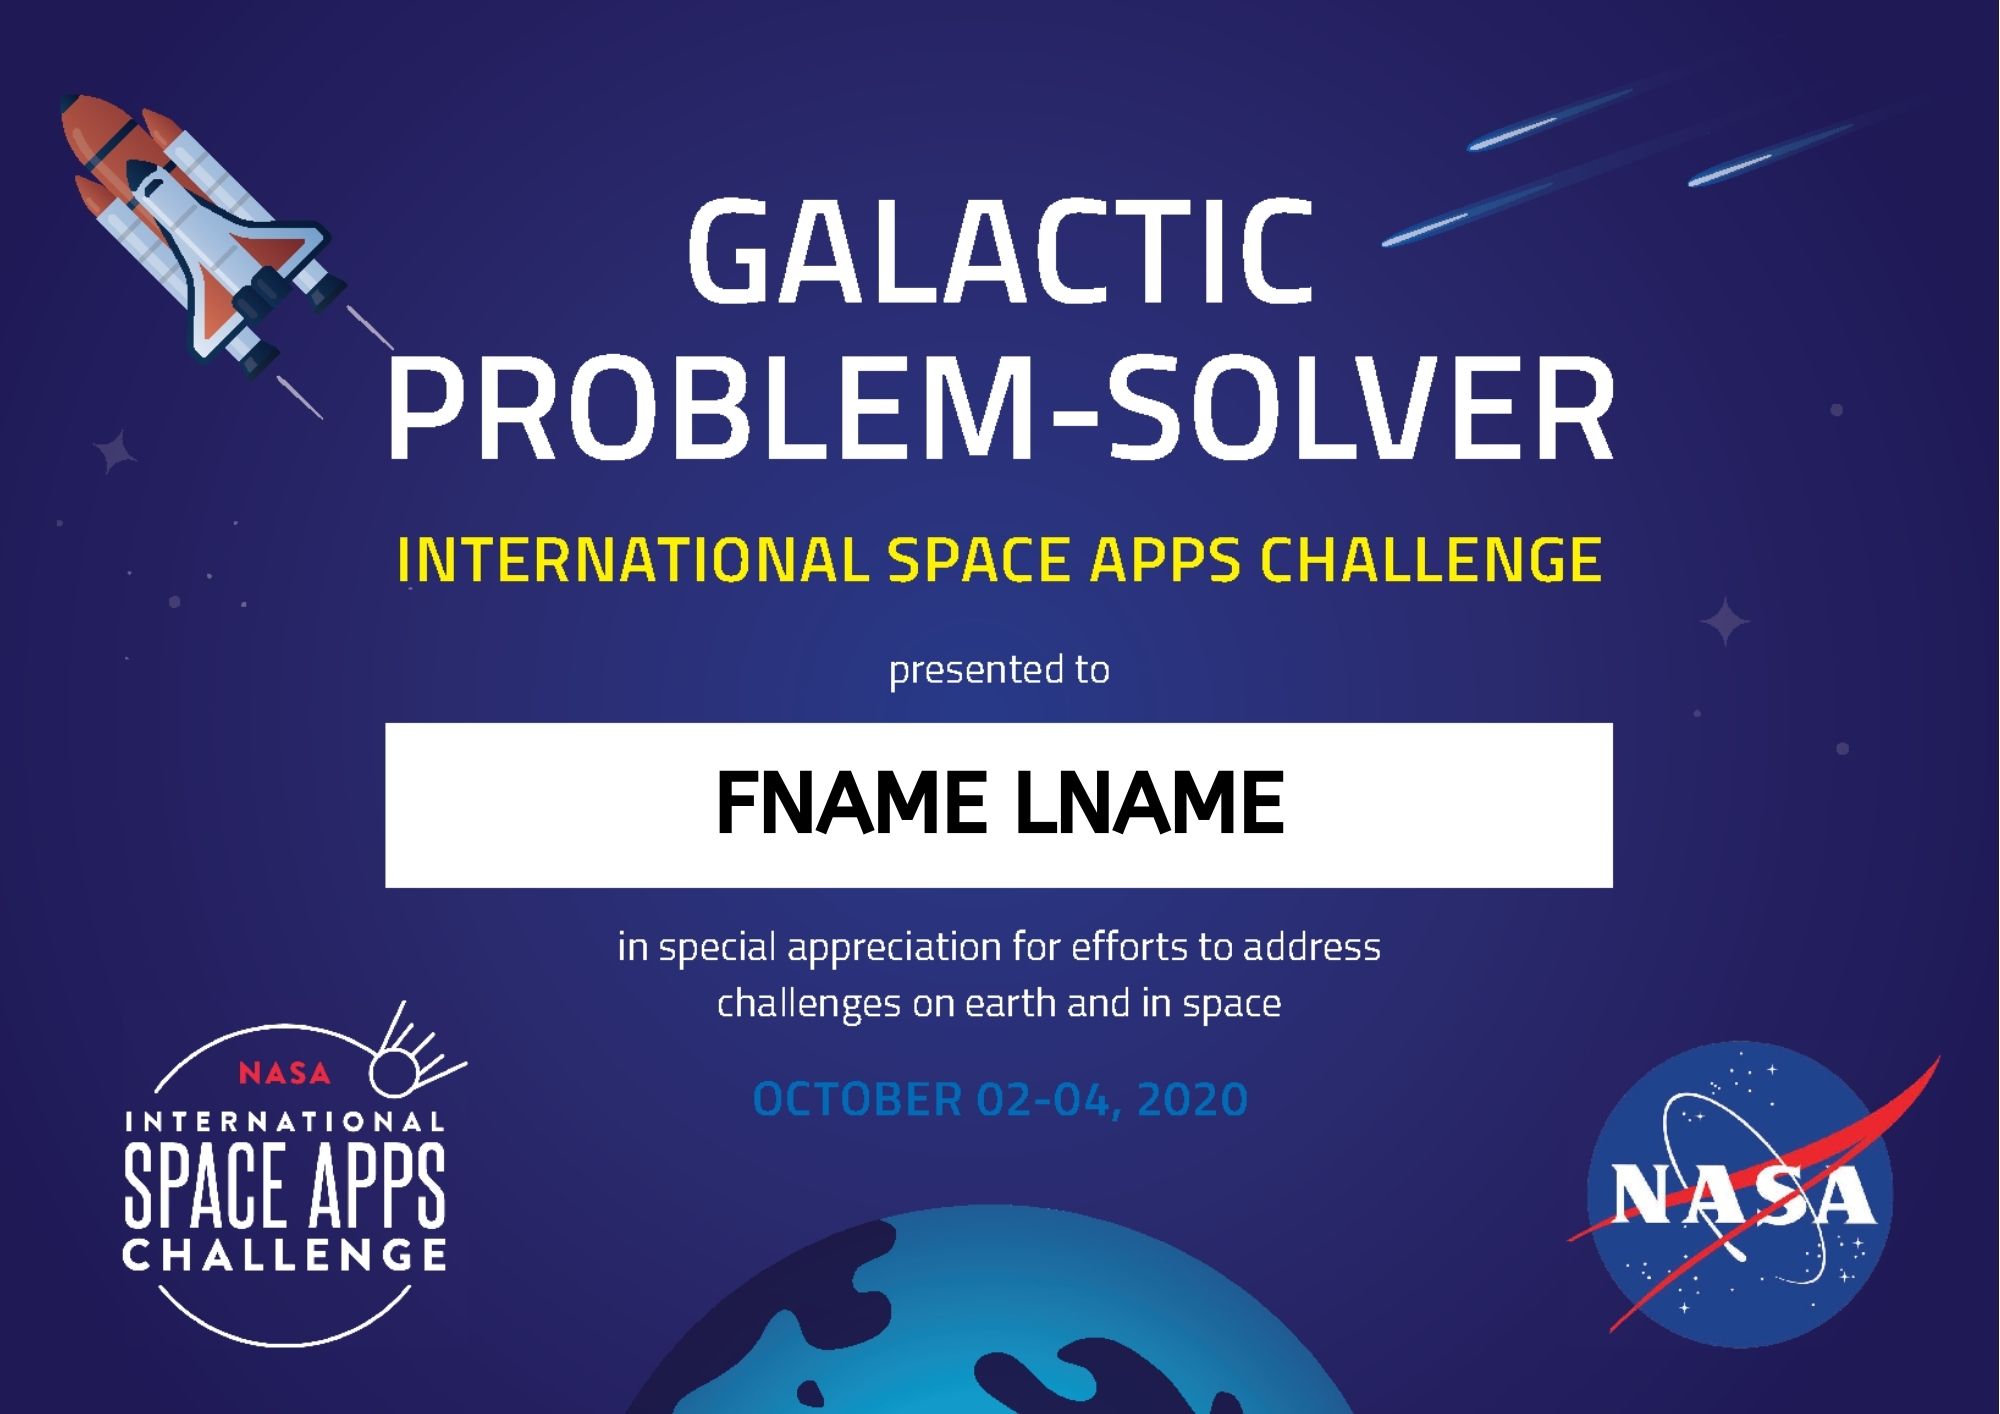 GALACTIC
PROBLEM-SOLVER
INTERNATIONAL SPACE APPS CHALLENGE
presented to
FNAME LNAME
in special appreciation for efforts to address
challenges on earth and in space
OCTOBER 02-04, 2020
NASA
INTERNATIONAL
SPACE APPS
CHALLENGE
NASA